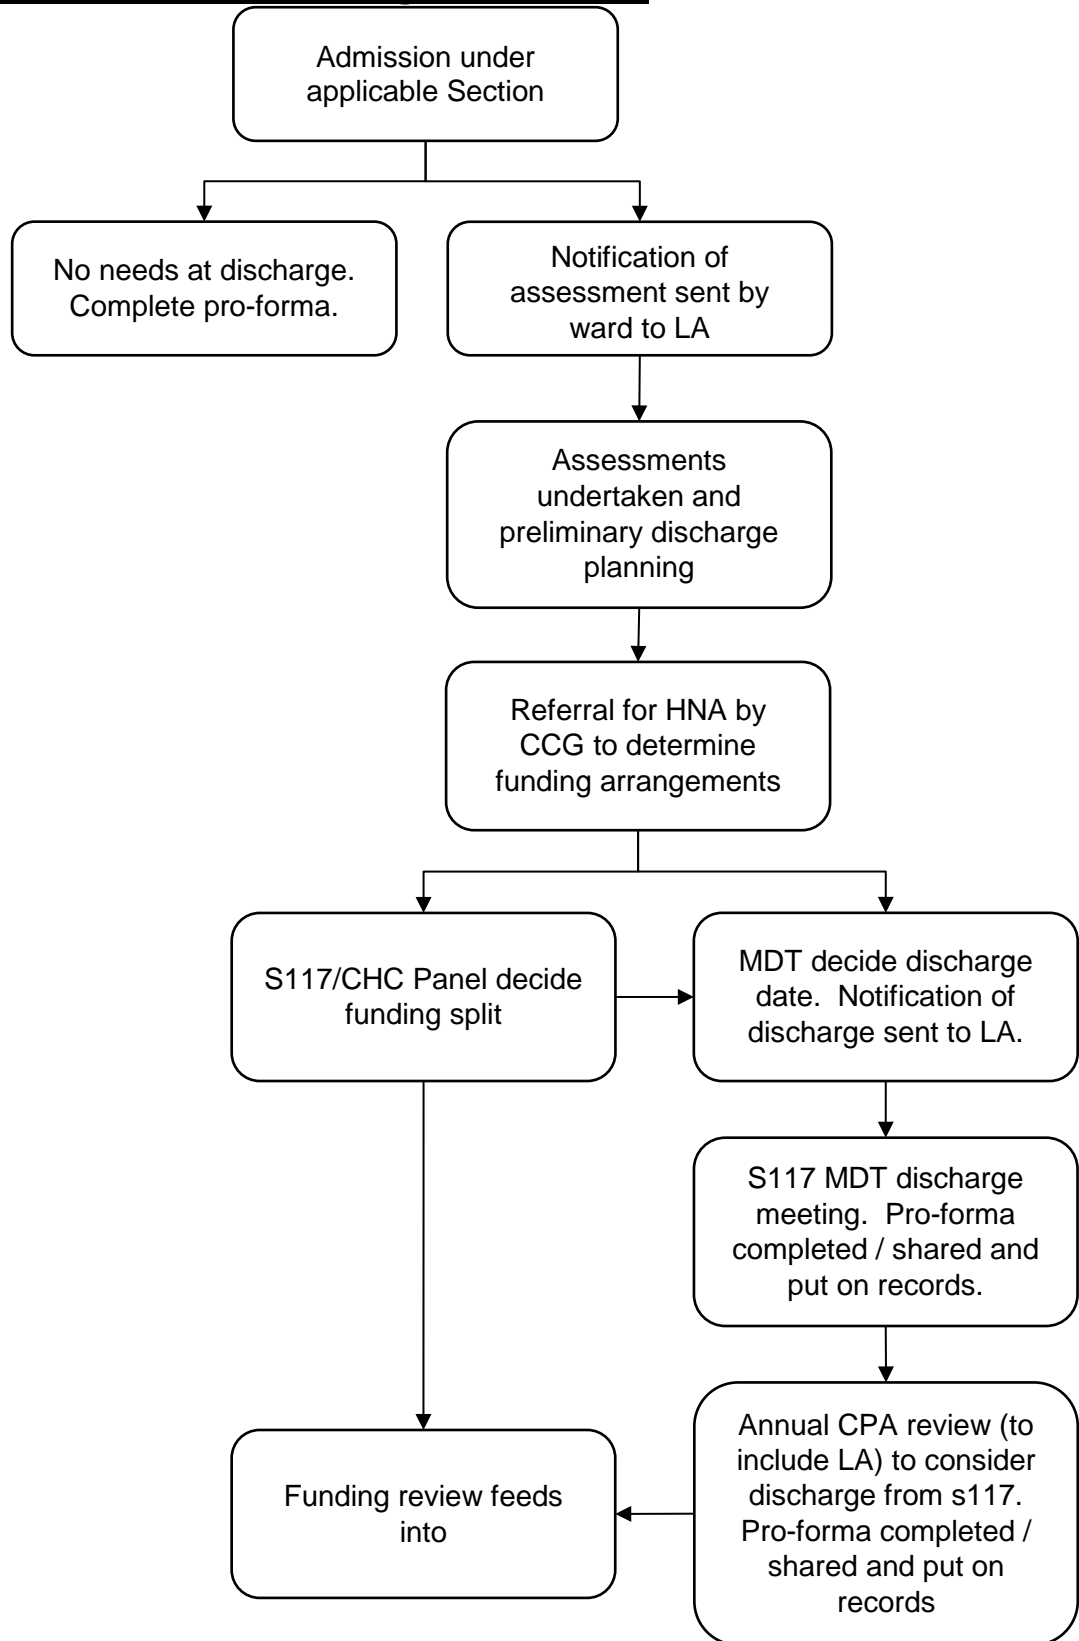 Admission under
applicable Section
No needs at discharge.
Complete pro-forma.
Notification of
assessment sent by
ward to LA
Assessments
undertaken and
preliminary discharge
planning
Referral for HNA by
CCG to determine
funding arrangements
S117/CHC Panel decide
funding split
MDT decide discharge
date.  Notification of
discharge sent to LA.
S117 MDT discharge
meeting.  Pro-forma
completed / shared and
put on records.
Annual CPA review (to
include LA) to consider
discharge from s117.
Pro-forma completed /
shared and put on
records
Funding review feeds
into